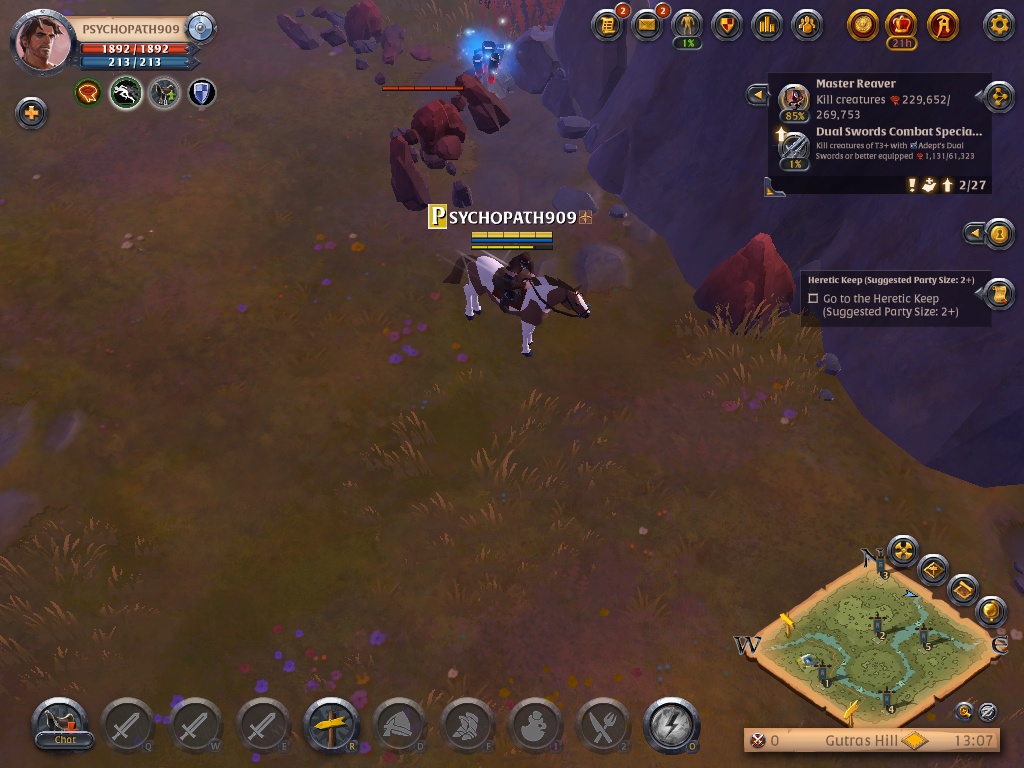 PSYCHOPATH909
1892 / 1892
213 / 213
2
2
1%
21h
Master Reaver
Kill creatures 229,652/
269,753
85%
Dual Swords Combat Specia...
Kill creatures of T3+ with Adept's Dual
Swords or better equipped 1,131/61,323
1%
2/27
PSYCHOPATH909
Heretic Keep (Suggested Party Size: 2+)
Go to the Heretic Keep
(Suggested Party Size: 2+)
N
3
2
W
5
E
1
4
Chat
Q
W
E
R
D
F
1
2
O
0
Gutras Hill
13:07